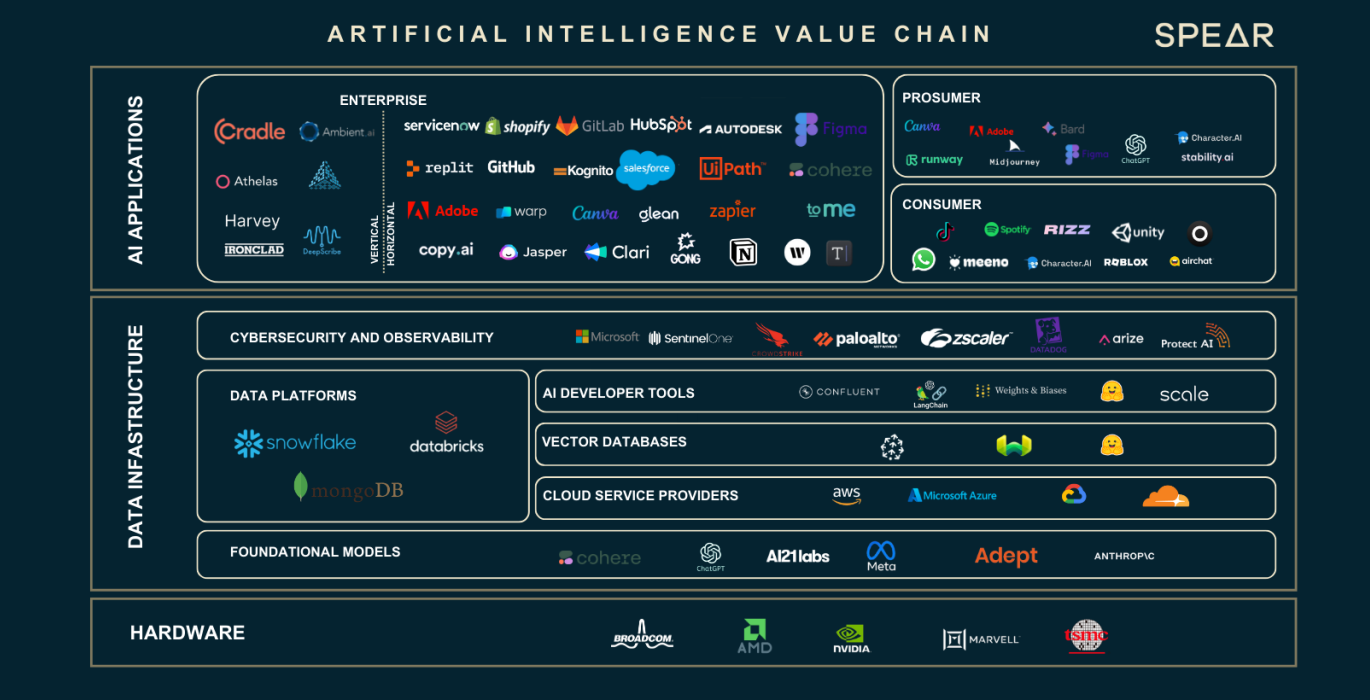 ARTIFICIAL INTELLIGENCE VALUE CHAIN
SPEAR
AI APPLICATIONS
ENTERPRISE
VERTICAL
HORIZONTAL
Cradle
Ambient.ai
Athelas
Harvey
IRONCLAD
DeepScribe
servicenow shopify GitLab HubSpot AUTODESK Figma
replit GitHub Kognito salesforce UiPath cohere
Adobe warp Canva glean zapier tome
copy.ai Jasper Clari GONG N W T
PROSUMER
Canva Adobe Bard ChatGPT Character.AI
runway Midjourney Figma stability ai
CONSUMER
Spotify RIZZ unity
meeno Character.AI ROBLOX airchat
DATA INFASTRUCTURE
CYBERSECURITY AND OBSERVABILITY
Microsoft SentinelOne CROWDSTRIKE paloalto NETWORKS zscaler DATADOG arize Protect AI
DATA PLATFORMS
snowflake databricks
mongoDB
AI DEVELOPER TOOLS
CONFLUENT LangChain Weights & Biases scale
VECTOR DATABASES
CLOUD SERVICE PROVIDERS
aws Microsoft Azure
FOUNDATIONAL MODELS
cohere ChatGPT AI21labs Meta Adept ANTHROP\C
HARDWARE
BROADCOM AMD NVIDIA MARVELL tsmc